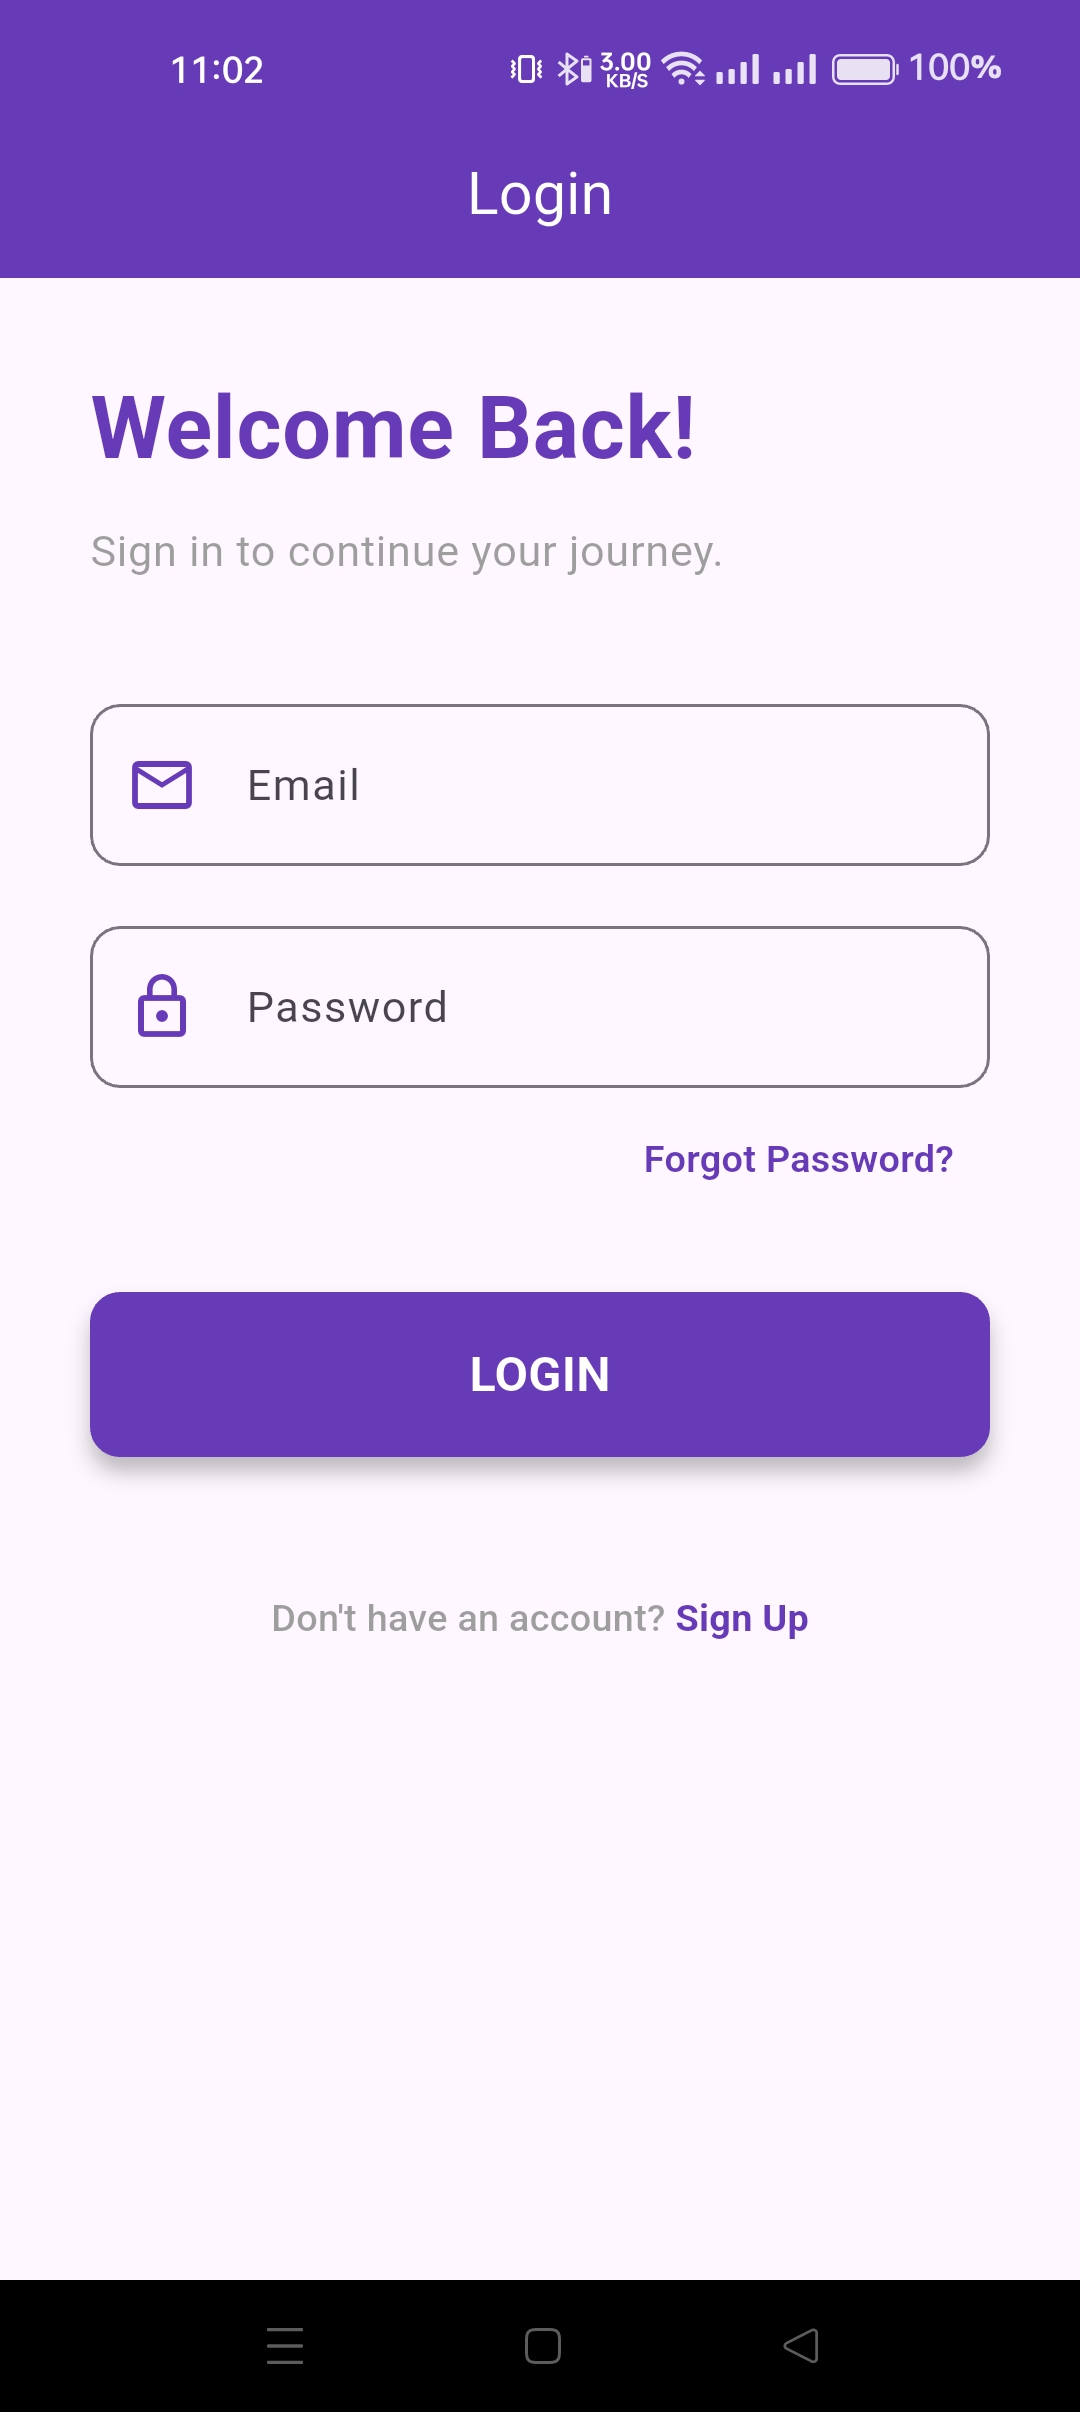 11:02
3.00
KB/S
100%
Login
Welcome Back!
Sign in to continue your journey.
Email
Password
Forgot Password?
LOGIN
Don't have an account? Sign Up